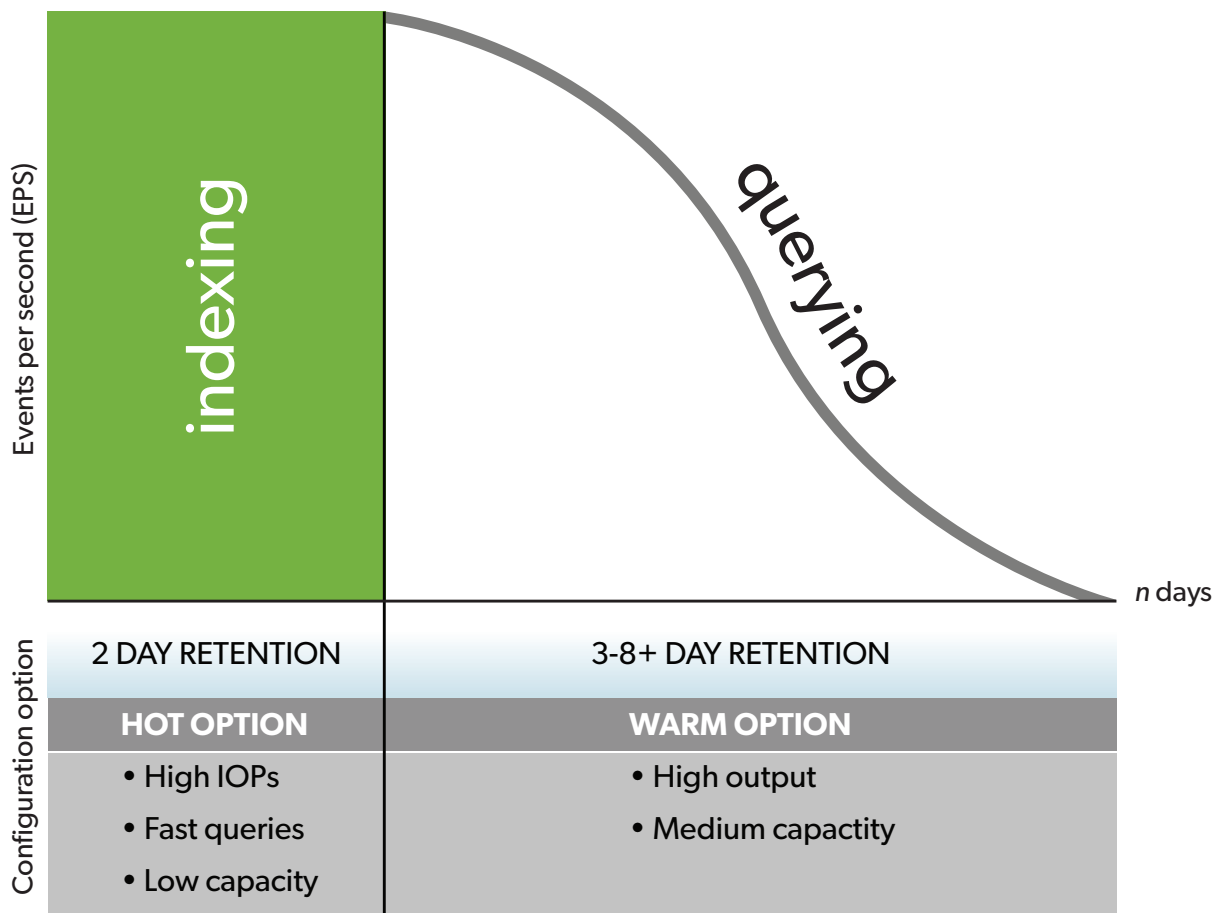 Events per second (EPS)
indexing
querying
n days
Configuration option
2 DAY RETENTION
3-8+ DAY RETENTION
HOT OPTION
WARM OPTION
• High IOPs
• Fast queries
• Low capacity
• High output
• Medium capactity